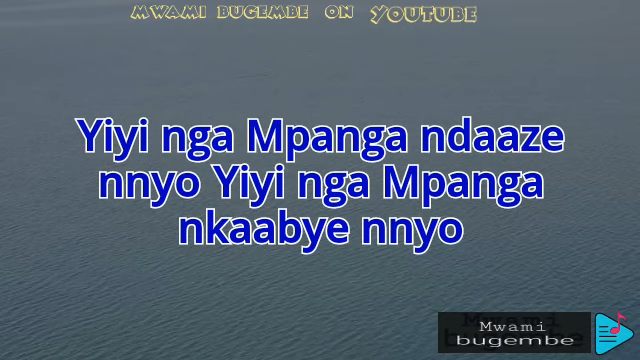 MWAMI BUGEMBE ON YOUTUBE
Yiyi nga Mpanga ndaaze
nnyo Yiyi nga Mpanga
nkaabye nnyo
Mwami
bugembe